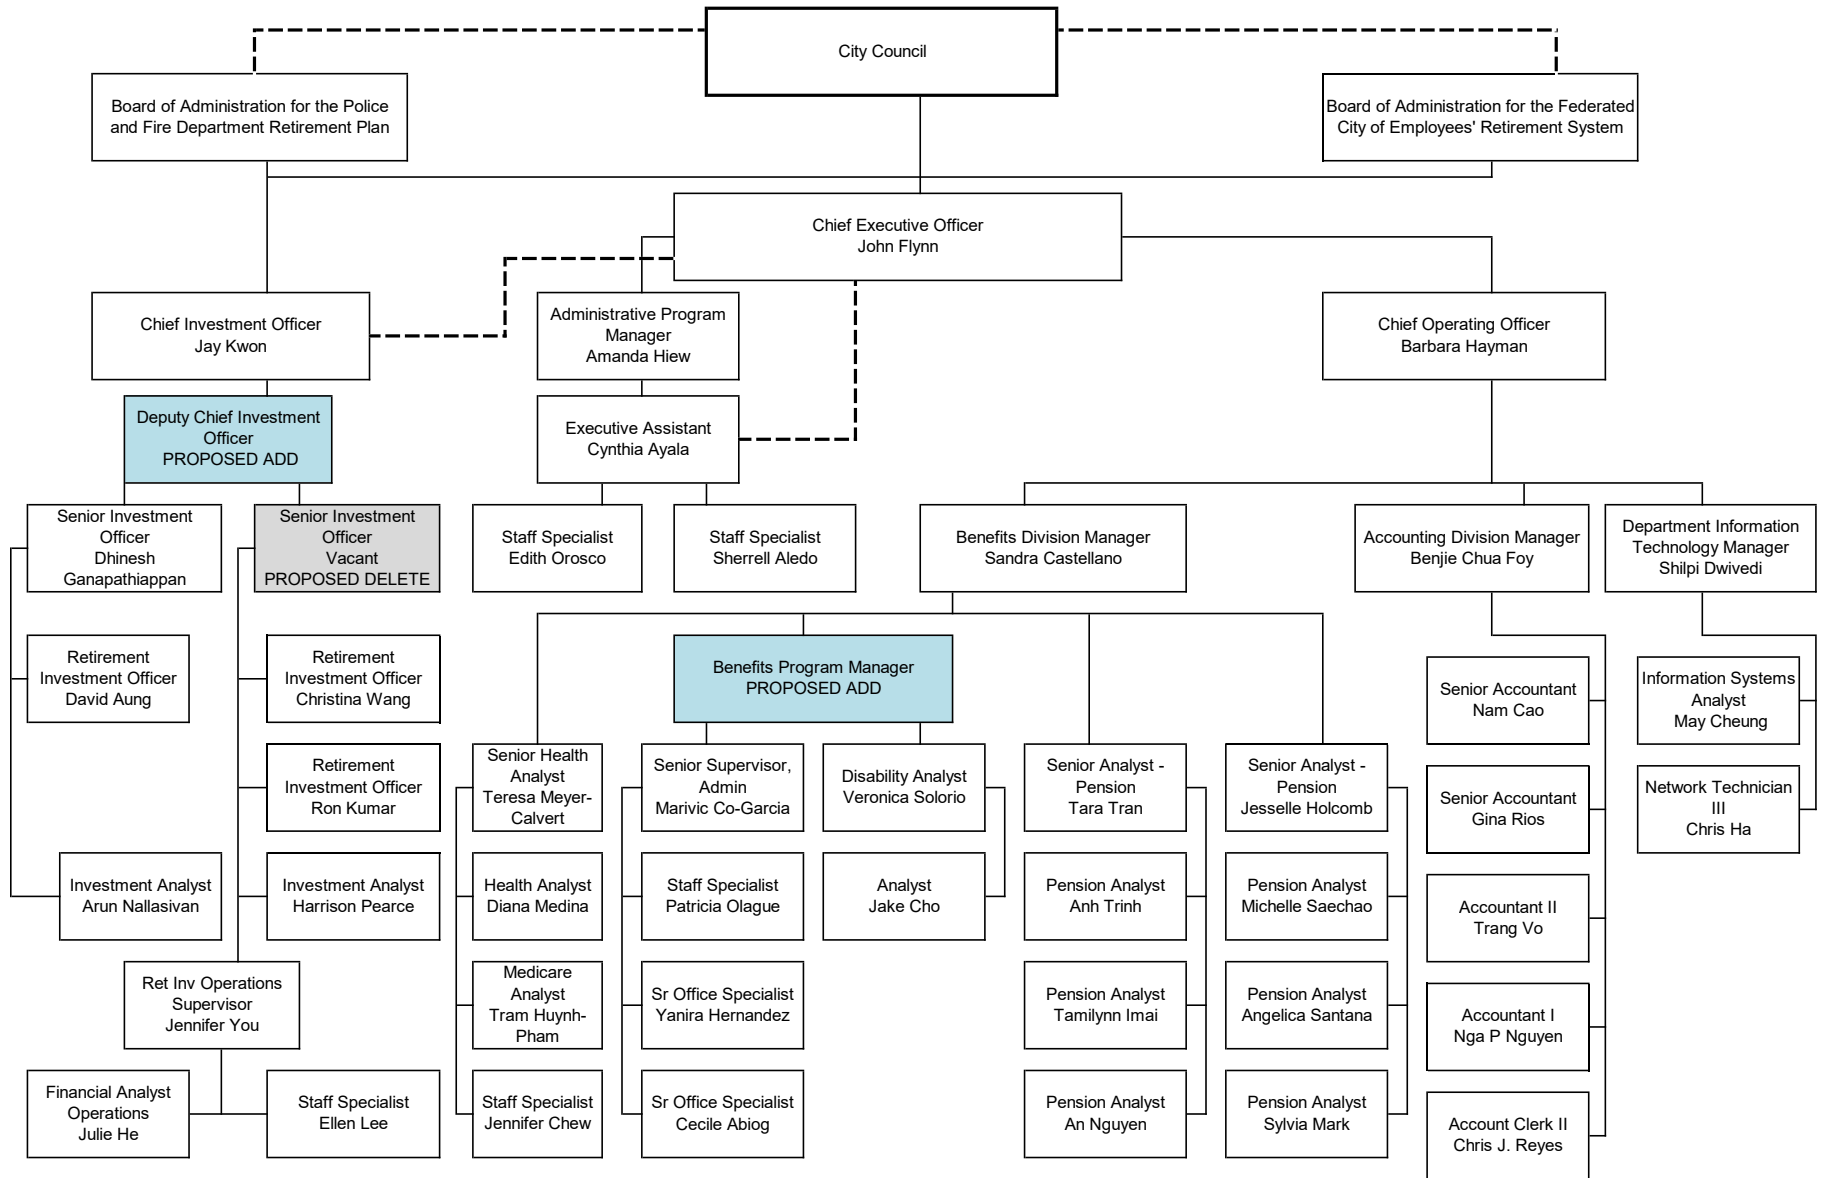 City Council
Board of Administration for the Police
and Fire Department Retirement Plan
Board of Administration for the Federated
City of Employees' Retirement System
Chief Executive Officer
John Flynn
Chief Investment Officer
Jay Kwon
Administrative Program
Manager
Amanda Hiew
Chief Operating Officer
Barbara Hayman
Deputy Chief Investment
Officer
PROPOSED ADD
Executive Assistant
Cynthia Ayala
Senior Investment
Officer
Dhinesh
Ganapathiappan
Senior Investment
Officer
Vacant
PROPOSED DELETE
Staff Specialist
Edith Orosco
Staff Specialist
Sherrell Aledo
Benefits Division Manager
Sandra Castellano
Accounting Division Manager
Benjie Chua Foy
Department Information
Technology Manager
Shilpi Dwivedi
Retirement
Investment Officer
David Aung
Retirement
Investment Officer
Christina Wang
Benefits Program Manager
PROPOSED ADD
Senior Accountant
Nam Cao
Information Systems
Analyst
May Cheung
Retirement
Investment Officer
Ron Kumar
Senior Health
Analyst
Teresa Meyer-
Calvert
Senior Supervisor,
Admin
Marivic Co-Garcia
Disability Analyst
Veronica Solorio
Senior Analyst -
Pension
Tara Tran
Senior Analyst -
Pension
Jesselle Holcomb
Senior Accountant
Gina Rios
Network Technician
III
Chris Ha
Investment Analyst
Arun Nallasivan
Investment Analyst
Harrison Pearce
Health Analyst
Diana Medina
Staff Specialist
Patricia Olague
Analyst
Jake Cho
Pension Analyst
Anh Trinh
Pension Analyst
Michelle Saechao
Accountant II
Trang Vo
Ret Inv Operations
Supervisor
Jennifer You
Medicare
Analyst
Tram Huynh-
Pham
Sr Office Specialist
Yanira Hernandez
Pension Analyst
Tamilynn Imai
Pension Analyst
Angelica Santana
Accountant I
Nga P Nguyen
Financial Analyst
Operations
Julie He
Staff Specialist
Ellen Lee
Staff Specialist
Jennifer Chew
Sr Office Specialist
Cecile Abiog
Pension Analyst
An Nguyen
Pension Analyst
Sylvia Mark
Account Clerk II
Chris J. Reyes